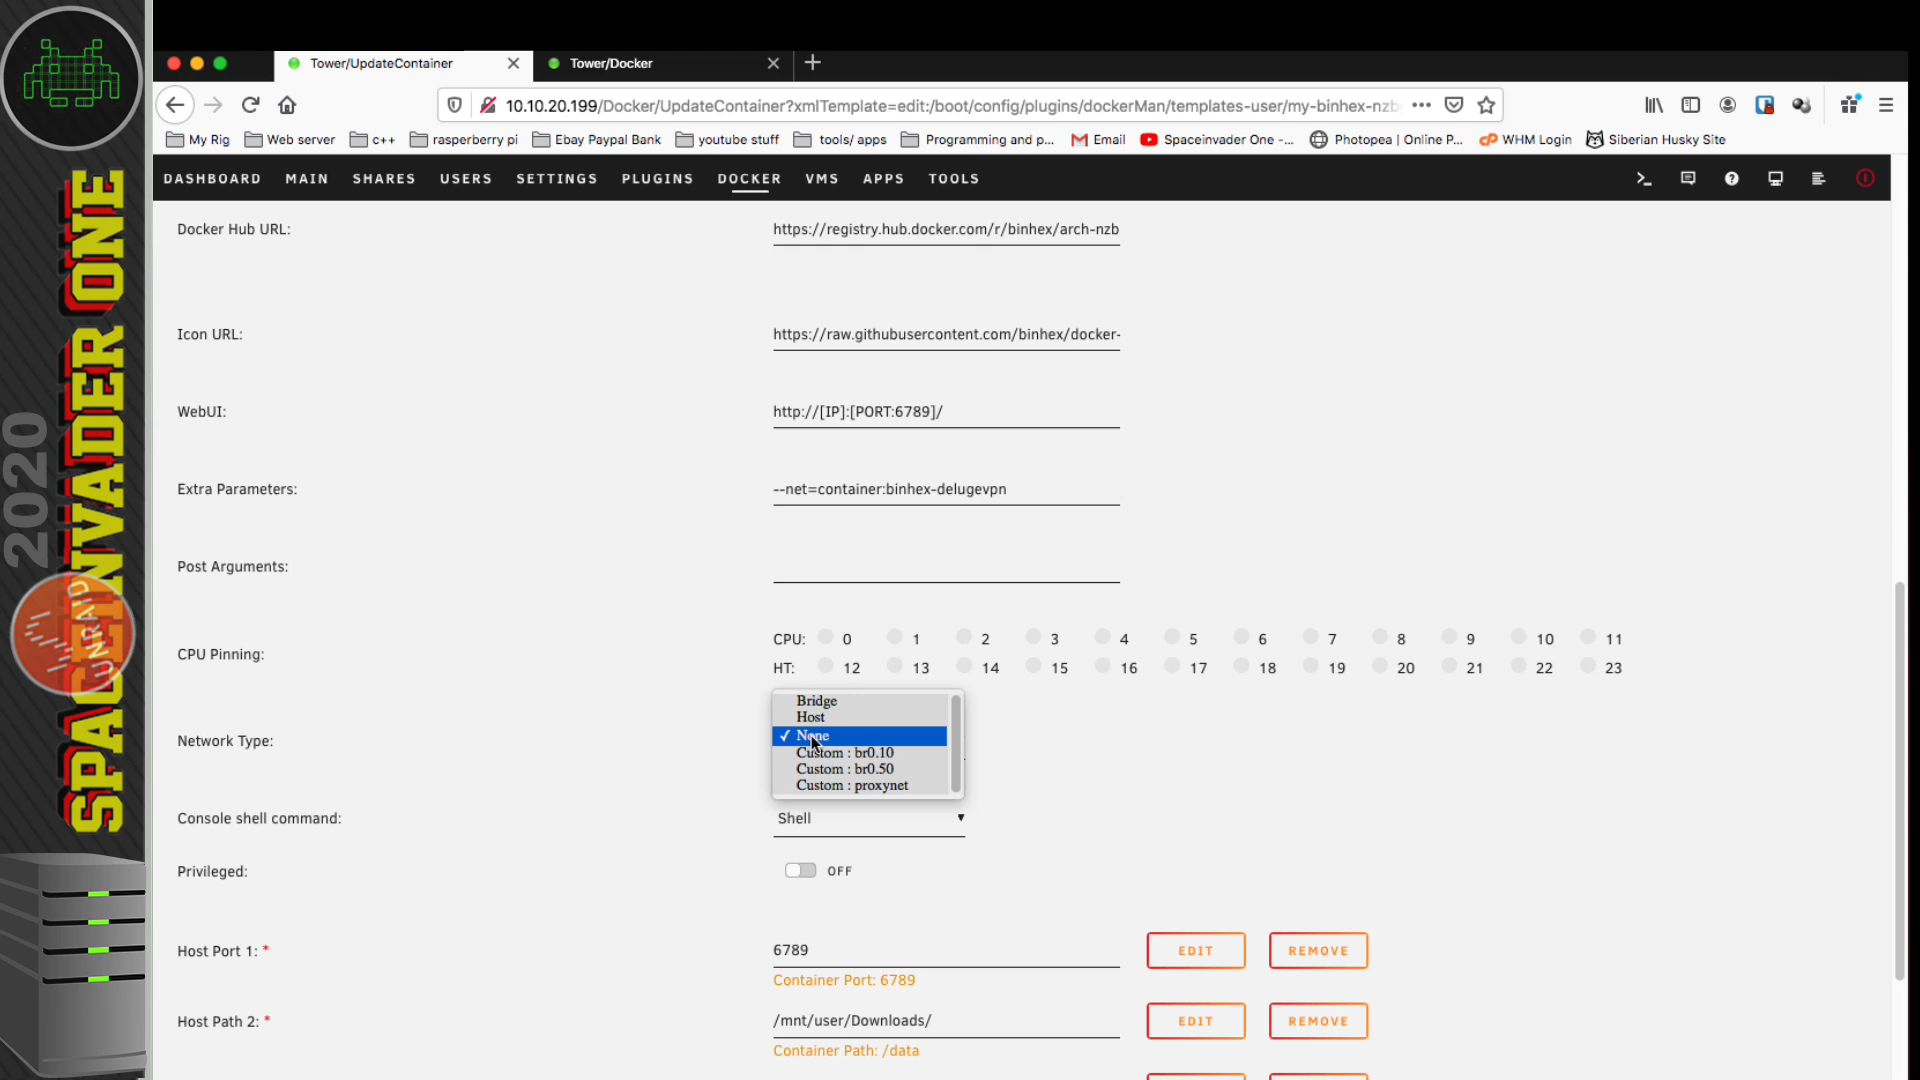 2020
SPACEINVADER ONE
UNRAID
Tower/UpdateContainer
Tower/Docker
10.10.20.199/Docker/UpdateContainer?xmlTemplate=edit:/boot/config/plugins/dockerMan/templates-user/my-binhex-nzb
My Rig
Web server
c++
rasperberry pi
Ebay Paypal Bank
youtube stuff
tools/ apps
Programming and p...
Email
Spaceinvader One -...
Photopea | Online P...
WHM Login
Siberian Husky Site
DASHBOARD
MAIN
SHARES
USERS
SETTINGS
PLUGINS
DOCKER
VMS
APPS
TOOLS
Docker Hub URL:
https://registry.hub.docker.com/r/binhex/arch-nzb
Icon URL:
https://raw.githubusercontent.com/binhex/docker-
WebUI:
http://[IP]:[PORT:6789]/
Extra Parameters:
--net=container:binhex-delugevpn
Post Arguments:
CPU Pinning:
CPU: 0 1 2 3 4 5 6 7 8 9 10 11
HT: 12 13 14 15 16 17 18 19 20 21 22 23
Network Type:
Bridge
Host
✓ None
Custom : br0.10
Custom : br0.50
Custom : proxynet
Console shell command:
Shell
Privileged:
OFF
Host Port 1: *
6789
EDIT
REMOVE
Container Port: 6789
Host Path 2: *
/mnt/user/Downloads/
EDIT
REMOVE
Container Path: /data